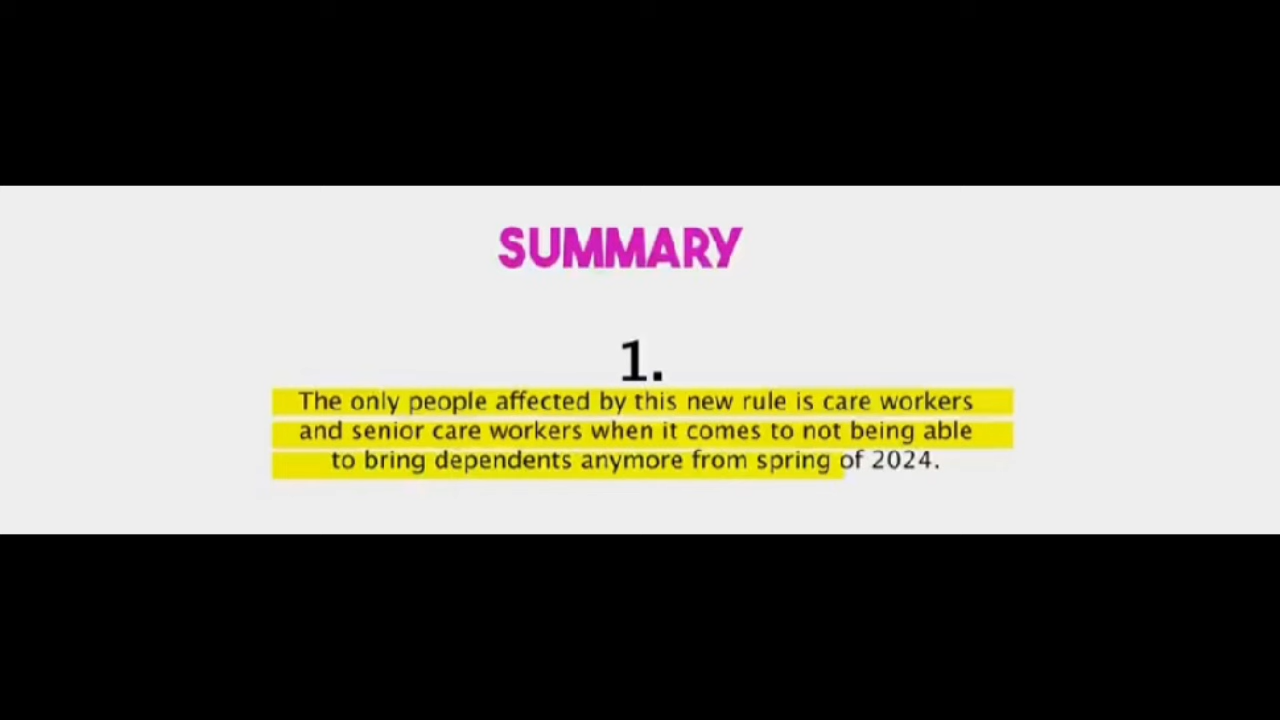 SUMMARY
1.
The only people affected by this new rule is care workers
and senior care workers when it comes to not being able
to bring dependents anymore from spring of 2024.